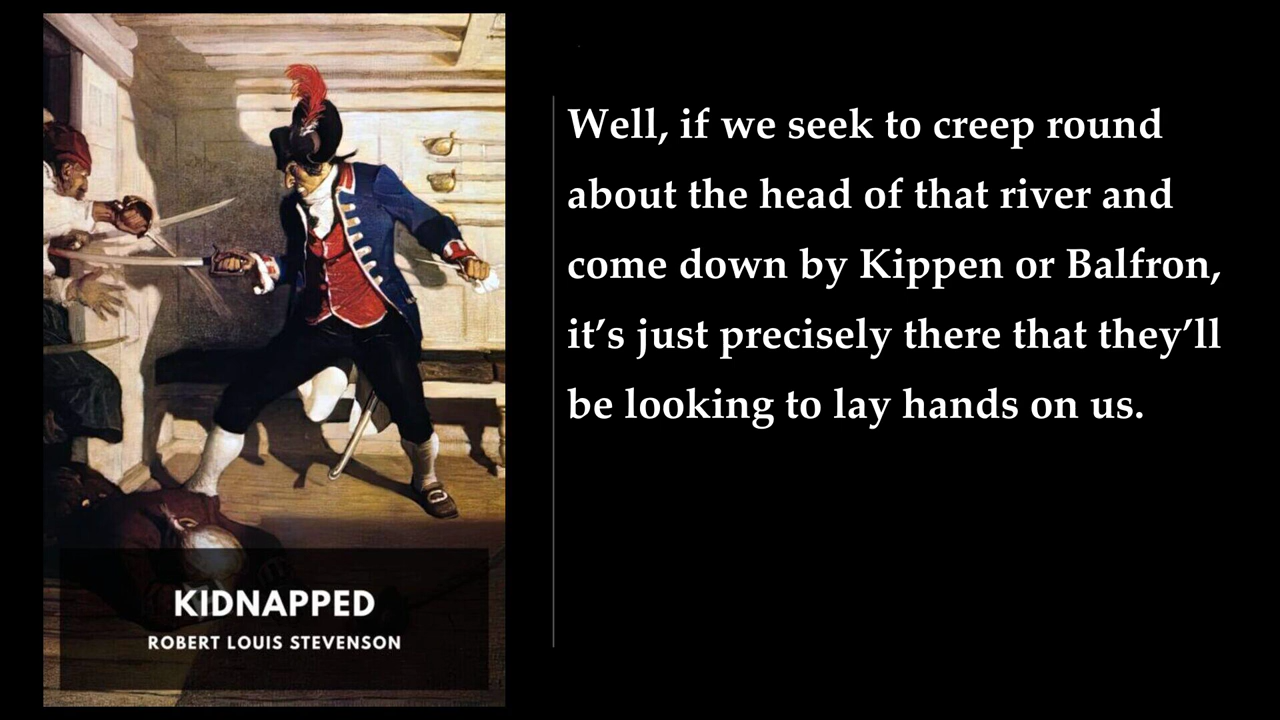 Well, if we seek to creep round
about the head of that river and
come down by Kippen or Balfron,
it’s just precisely there that they’ll
be looking to lay hands on us.
KIDNAPPED
ROBERT LOUIS STEVENSON